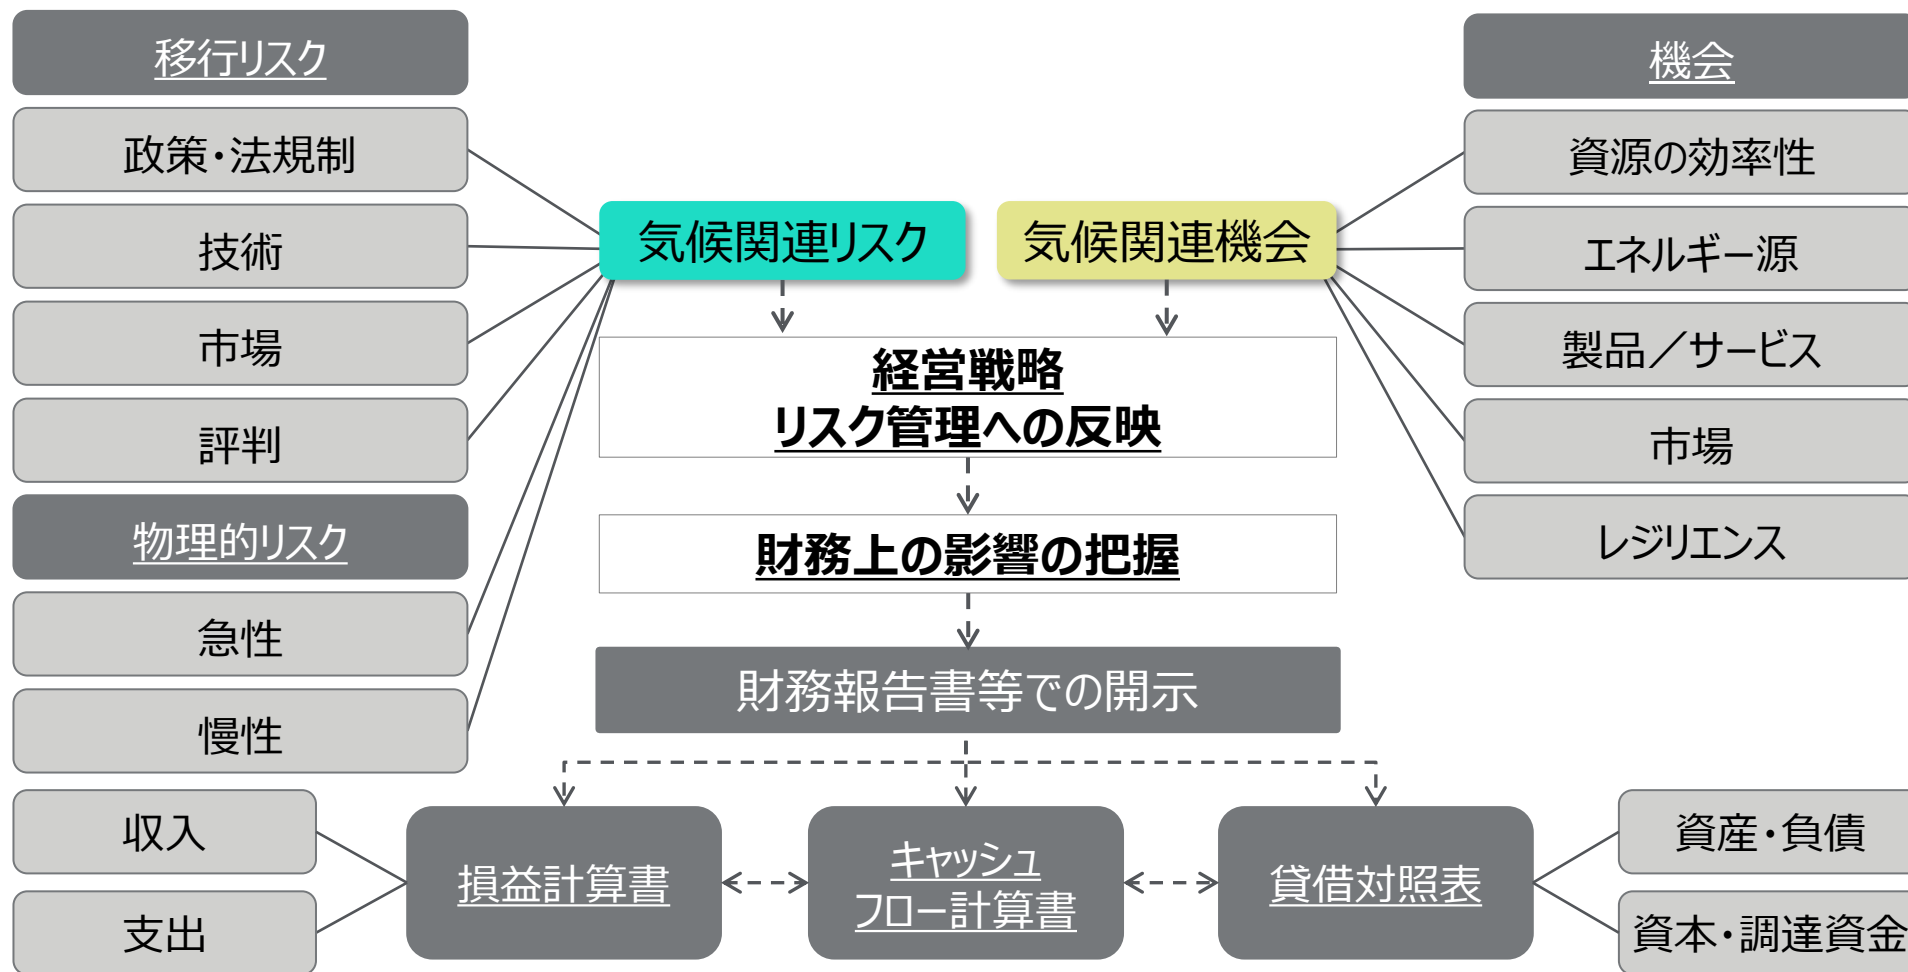 移行リスク
政策・法規制
技術
市場
評判
物理的リスク
急性
慢性
気候関連リスク
気候関連機会
機会
資源の効率性
エネルギー源
製品／サービス
市場
レジリエンス
経営戦略
リスク管理への反映
財務上の影響の把握
財務報告書等での開示
収入
支出
損益計算書
キャッシュ
フロー計算書
貸借対照表
資産・負債
資本・調達資金